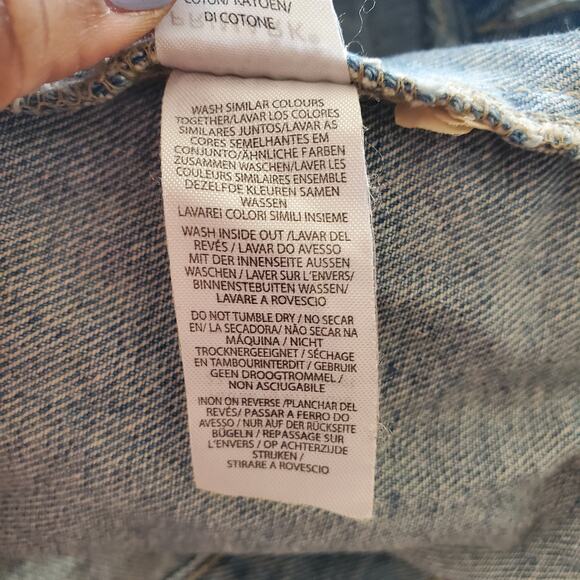 COTON/ KATOEN/
DI COTONE
WASH SIMILAR COLOURS
TOGETHER/LAVAR LOS COLORES
SIMILARES JUNTOS/LAVAR AS
CORES SEMELHANTES EM
CONJUNTO/ÄHNLICHE FARBEN
ZUSAMMEN WASCHEN/LAVER LES
COULEURS SIMILAIRES ENSEMBLE
DEZELFDE KLEUREN SAMEN
WASSEN
LAVAREI COLORI SIMILI INSIEME
WASH INSIDE OUT /LAVAR DEL
REVÉS / LAVAR DO AVESSO
MIT DER INNENSEITE AUSSEN
WASCHEN / LAVER SUR L'ENVERS/
BINNENSTEBUITEN WASSEN/
LAVARE A ROVESCIO
DO NOT TUMBLE DRY / NO SECAR
EN/ LA SECADORA/ NÃO SECAR NA
MÁQUINA / NICHT
TROCKNERGEEIGNET / SÉCHAGE
EN TAMBOURINTERDIT / GEBRUIK
GEEN DROOGTROMMEL /
NON ASCIUGABILE
INON ON REVERSE /PLANCHAR DEL
REVÉS/ PASSAR A FERRO DO
AVESSO / NUR AUF DER RÜCKSEITE
BÜGELN / REPASSAGE SUR
L'ENVERS / OP ACHTERZIJDE
STRIJKEN /
STIRARE A ROVESCIO